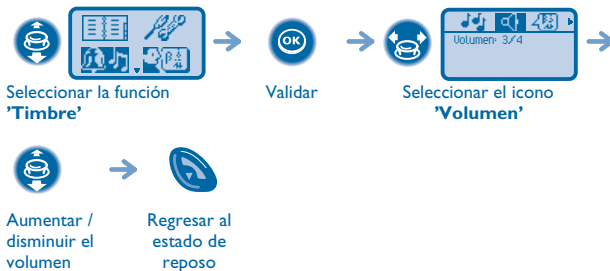 OK
Volumen: 3/4
Seleccionar la función
'Timbre'
Validar
Seleccionar el icono
'Volumen'
Aumentar /
disminuir el
volumen
Regresar al
estado de
reposo